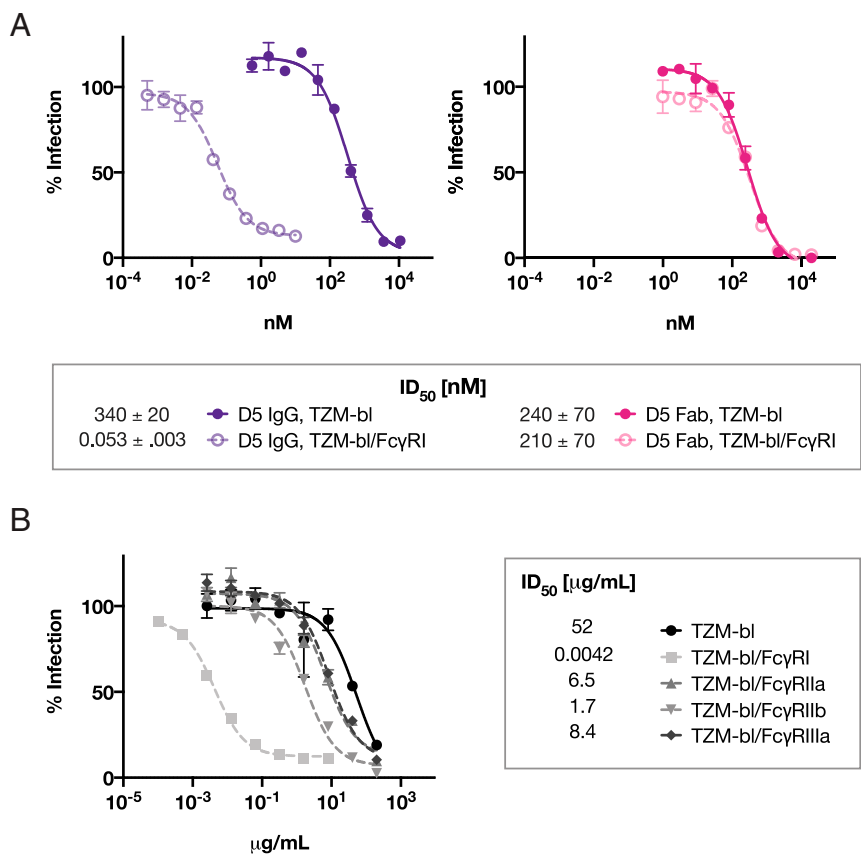 A
% Infection
100
50
0
10⁻⁴ 10⁻² 10⁰ 10² 10⁴
nM
% Infection
100
50
0
10⁻⁴ 10⁻² 10⁰ 10² 10⁴
nM
ID₅₀ [nM]
340 ± 20 D5 IgG, TZM-bl 240 ± 70 D5 Fab, TZM-bl
0.053 ± .003 D5 IgG, TZM-bl/FcγRI 210 ± 70 D5 Fab, TZM-bl/FcγRI
B
% Infection
100
50
0
10⁻⁵ 10⁻³ 10⁻¹ 10¹ 10³
μg/mL
ID₅₀ [μg/mL]
52 TZM-bl
0.0042 TZM-bl/FcγRI
6.5 TZM-bl/FcγRIIa
1.7 TZM-bl/FcγRIIb
8.4 TZM-bl/FcγRIIIa